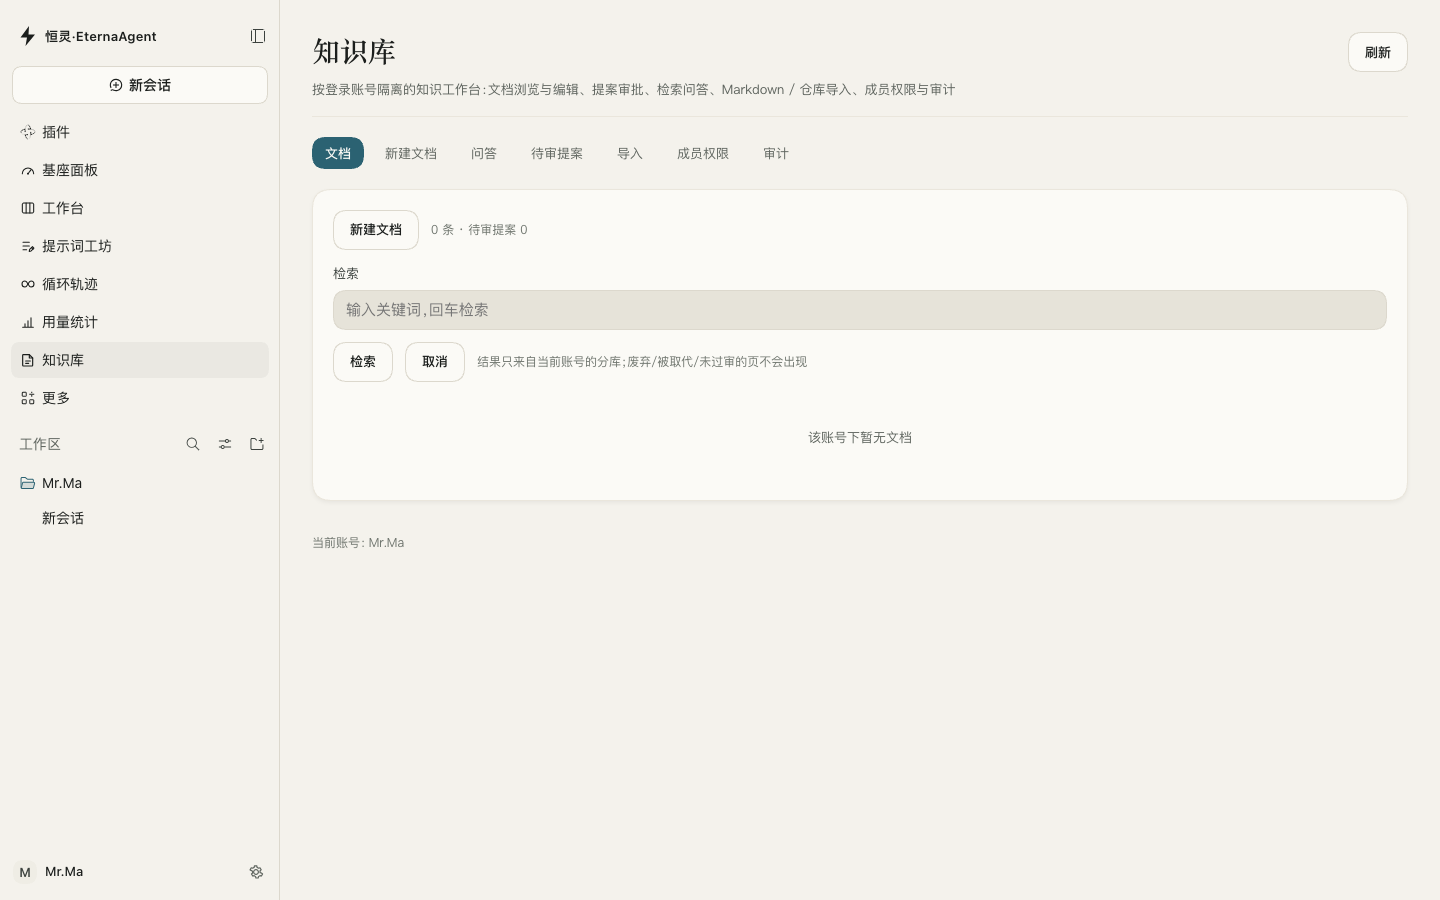 恒灵·EternaAgent
新会话
插件
基座面板
工作台
提示词工坊
循环轨迹
用量统计
知识库
更多
工作区
Mr.Ma
新会话
M Mr.Ma
知识库
刷新
按登录账号隔离的知识工作台:文档浏览与编辑、提案审批、检索问答、Markdown / 仓库导入、成员权限与审计
文档 新建文档 问答 待审提案 导入 成员权限 审计
新建文档 0 条 · 待审提案 0
检索
输入关键词,回车检索
检索 取消 结果只来自当前账号的分库;废弃/被取代/未过审的页不会出现
该账号下暂无文档
当前账号: Mr.Ma